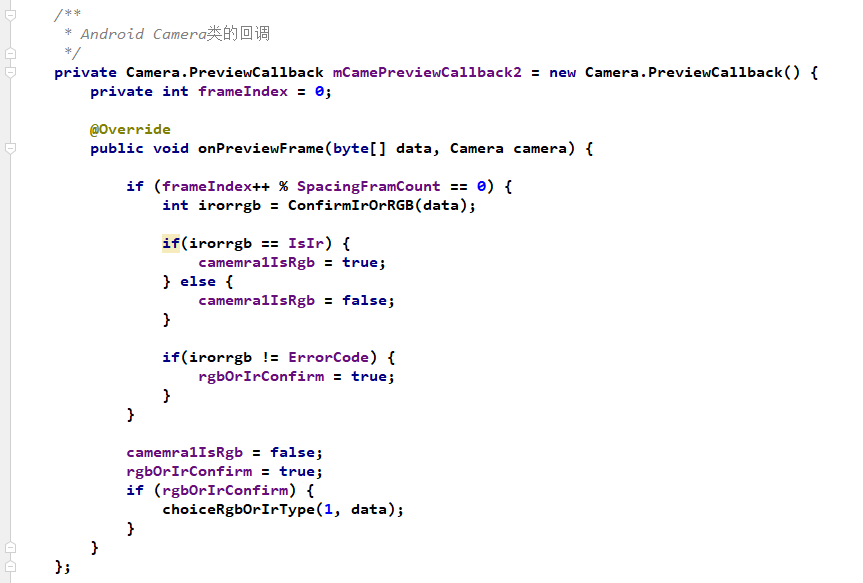 /**
 * Android Camera类的回调
 */
private Camera.PreviewCallback mCamePreviewCallback2 = new Camera.PreviewCallback() {
    private int frameIndex = 0;

    @Override
    public void onPreviewFrame(byte[] data, Camera camera) {

        if (frameIndex++ % SpacingFramCount == 0) {
            int irorrgb = ConfirmIrOrRGB(data);

            if(irorrgb == IsIr) {
                camemra1IsRgb = true;
            } else {
                camemra1IsRgb = false;
            }

            if(irorrgb != ErrorCode) {
                rgbOrIrConfirm = true;
            }
        }

        camemra1IsRgb = false;
        rgbOrIrConfirm = true;
        if (rgbOrIrConfirm) {
            choiceRgbOrIrType(1, data);
        }
    }
};